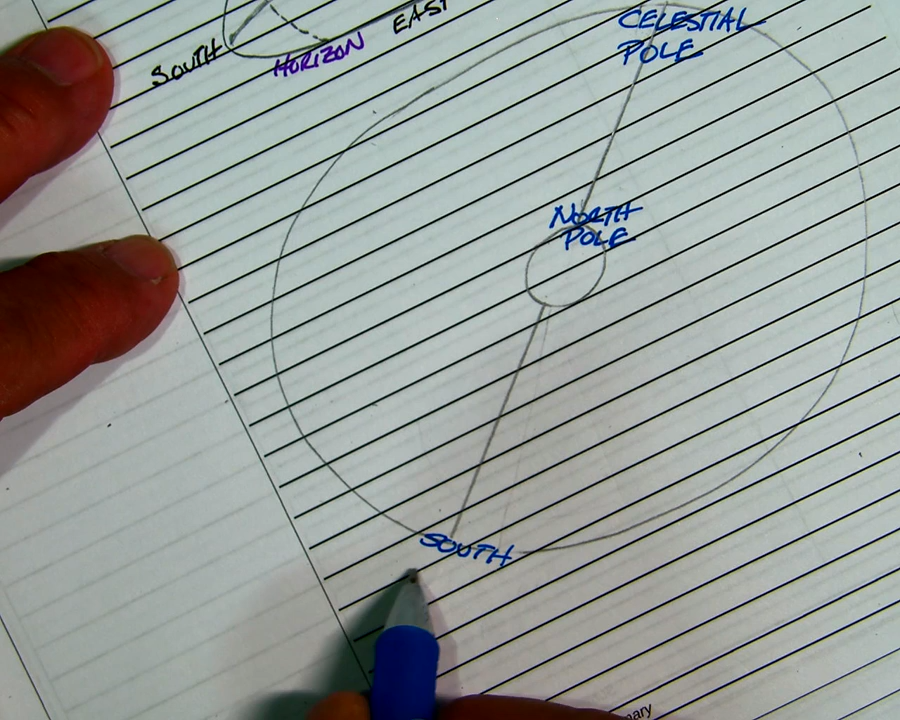 SOUTH
HORIZON
EAST
CELESTIAL
POLE
NORTH
POLE
SOUTH